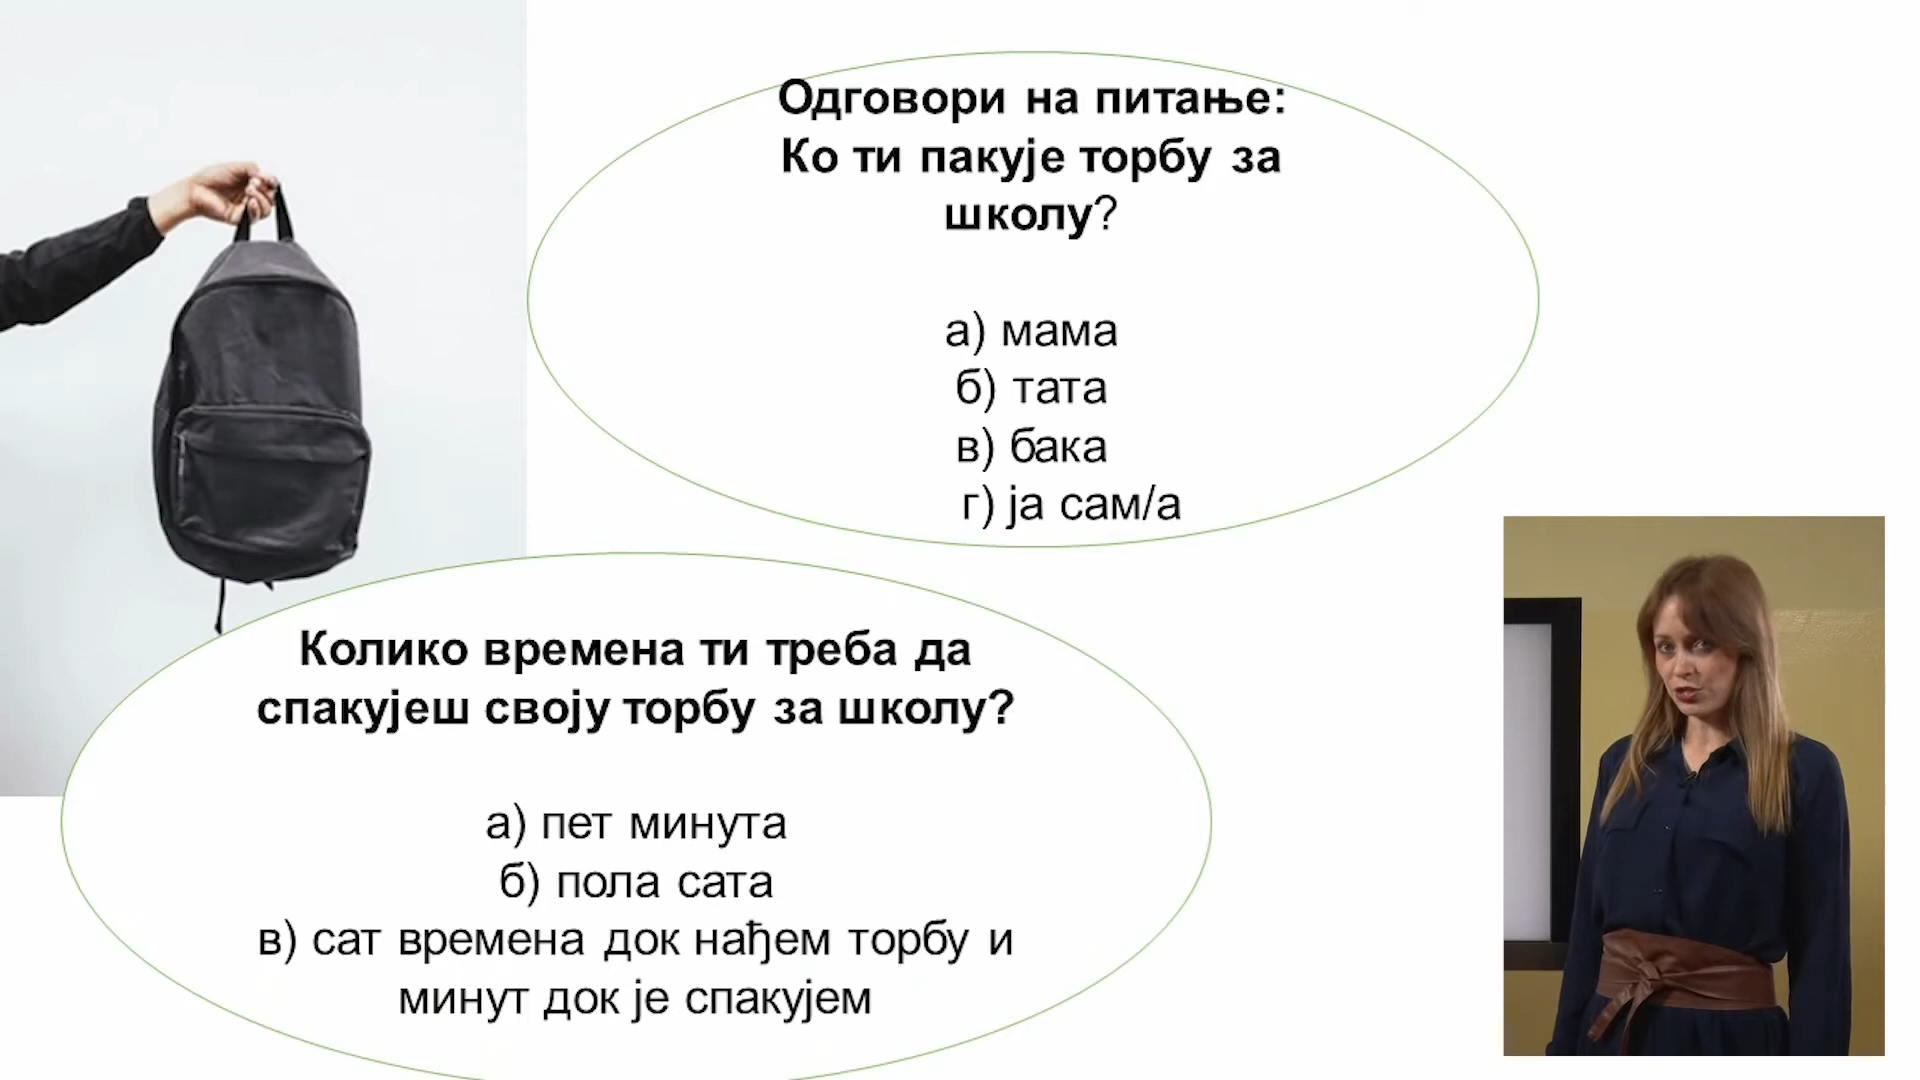 Одговори на питање:
Ко ти пакује торбу за
школу?
а) мама
б) тата
в) бака
г) ја сам/а
Колико времена ти треба да
спакујеш своју торбу за школу?
а) пет минута
б) пола сата
в) сат времена док нађем торбу и
минут док је спакујем